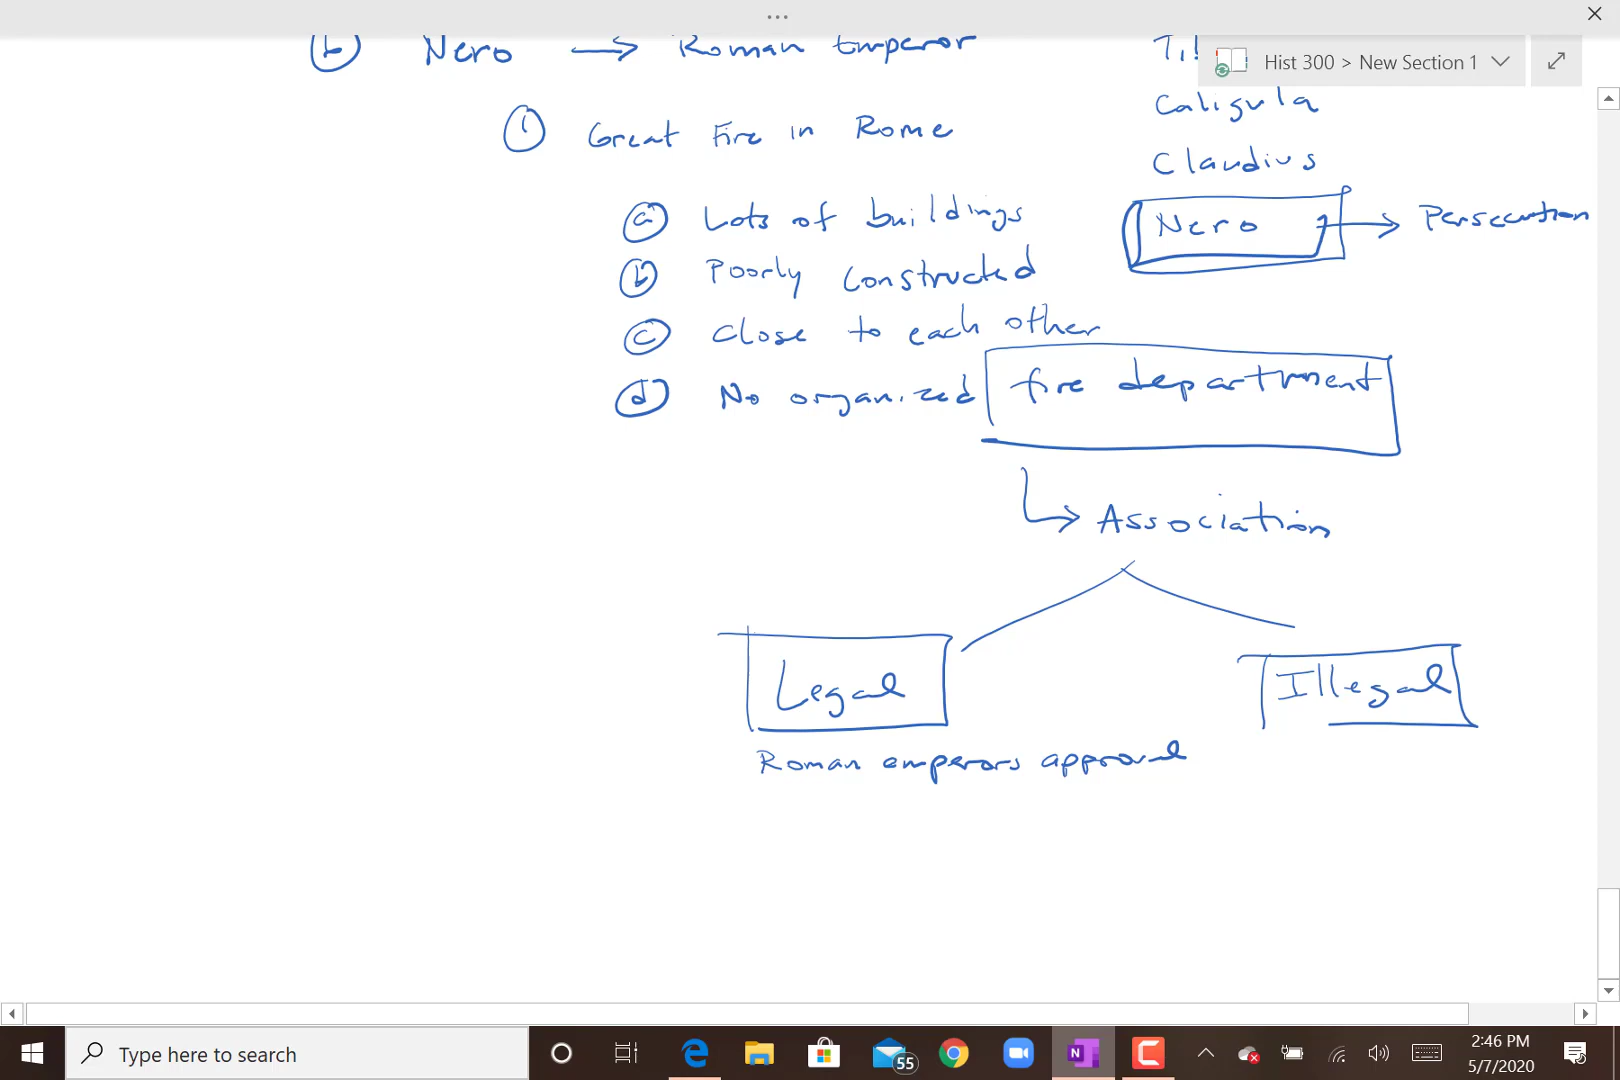 b Nero → Roman Emperor
Hist 300 > New Section 1
Caligula
1 Great Fire in Rome
Claudius
a Lots of buildings
Nero → Persecution
b Poorly constructed
c close to each other
d No organized fire department
→ Association
Legal
Illegal
Roman emperors approval
Type here to search
55
2:46 PM
5/7/2020